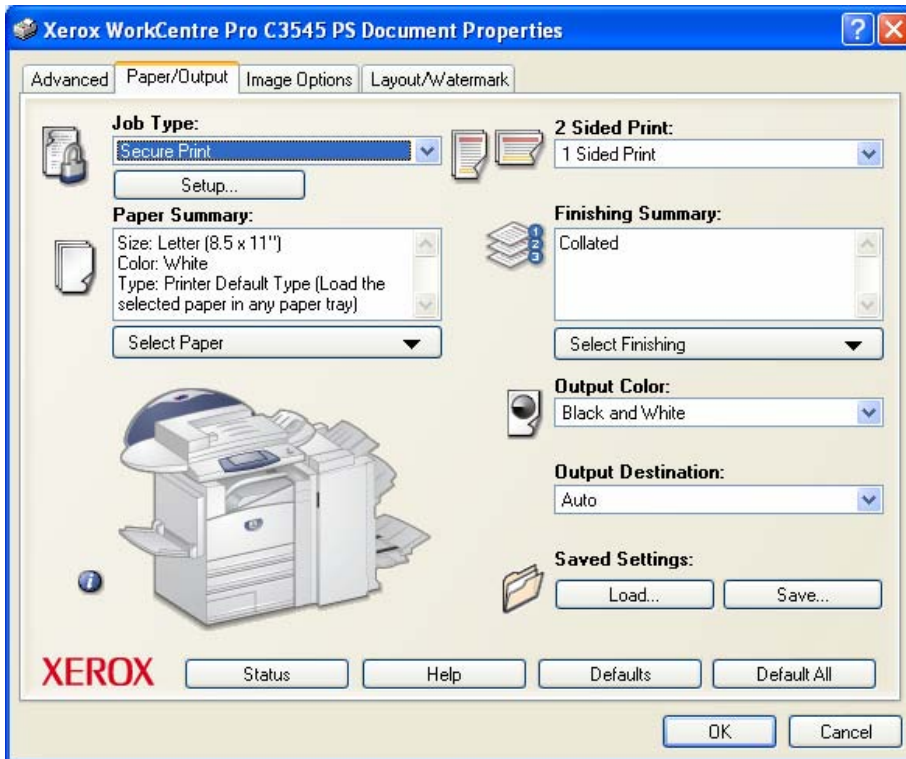 Xerox WorkCentre Pro C3545 PS Document Properties
Advanced
Paper/Output
Image Options
Layout/Watermark
Job Type:
Secure Print
Setup...
Paper Summary:
Size: Letter (8.5 x 11")
Color: White
Type: Printer Default Type (Load the
selected paper in any paper tray)
Select Paper
2 Sided Print:
1 Sided Print
Finishing Summary:
1
2
3
Collated
Select Finishing
Output Color:
Black and White
Output Destination:
Auto
Saved Settings:
Load...
Save...
XEROX
Status
Help
Defaults
Default All
OK
Cancel